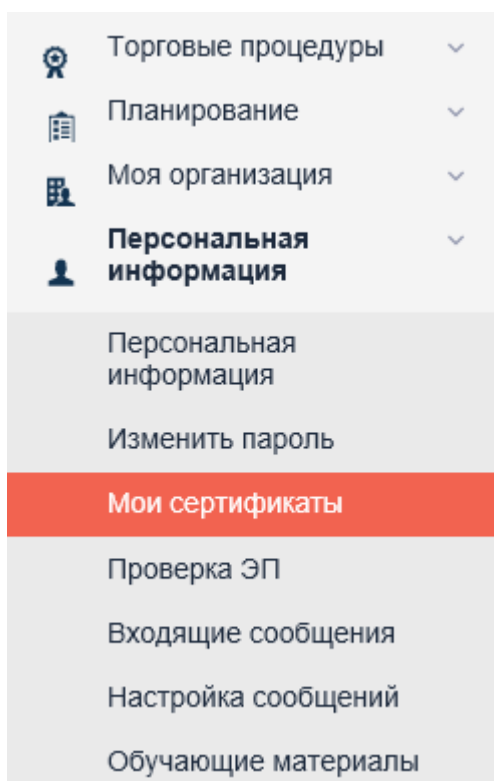 Торговые процедуры
Планирование
Моя организация
Персональная
информация
Персональная
информация
Изменить пароль
Мои сертификаты
Проверка ЭП
Входящие сообщения
Настройка сообщений
Обучающие материалы